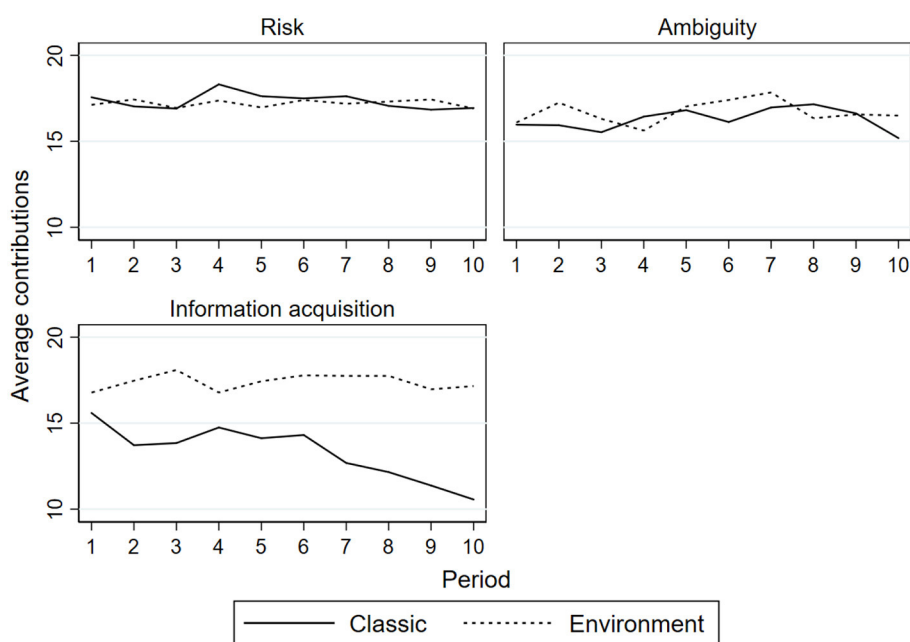 Risk
Ambiguity
20
15
10
1 2 3 4 5 6 7 8 9 10
1 2 3 4 5 6 7 8 9 10
Information acquisition
20
15
10
1 2 3 4 5 6 7 8 9 10
Average contributions
Period
Classic
Environment